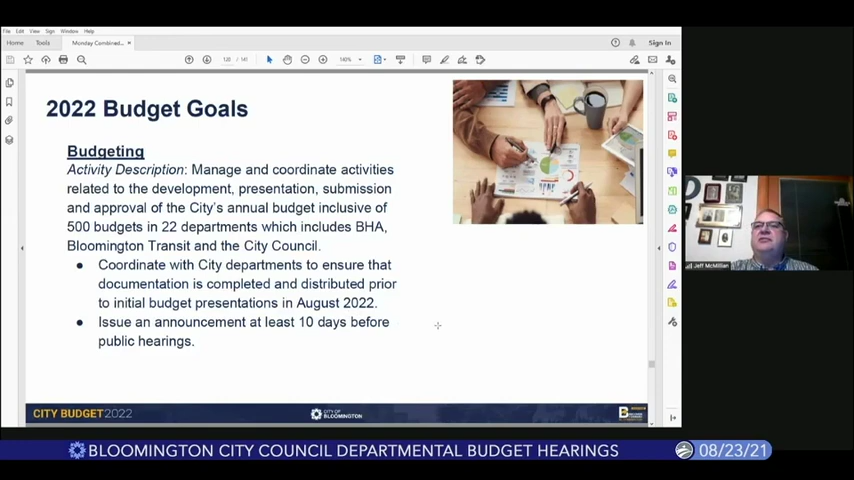 File Edit View Sign Window Help
Home Tools Monday Combined... ×
Sign In
120 / 141
140%
2022 Budget Goals
Budgeting
Activity Description: Manage and coordinate activities
related to the development, presentation, submission
and approval of the City's annual budget inclusive of
500 budgets in 22 departments which includes BHA,
Bloomington Transit and the City Council.
● Coordinate with City departments to ensure that
documentation is completed and distributed prior
to initial budget presentations in August 2022.
● Issue an announcement at least 10 days before
public hearings.
Jeff McMillian
CITY BUDGET2022
CITY OF
BLOOMINGTON
BLOOMINGTON CITY COUNCIL DEPARTMENTAL BUDGET HEARINGS
08/23/21